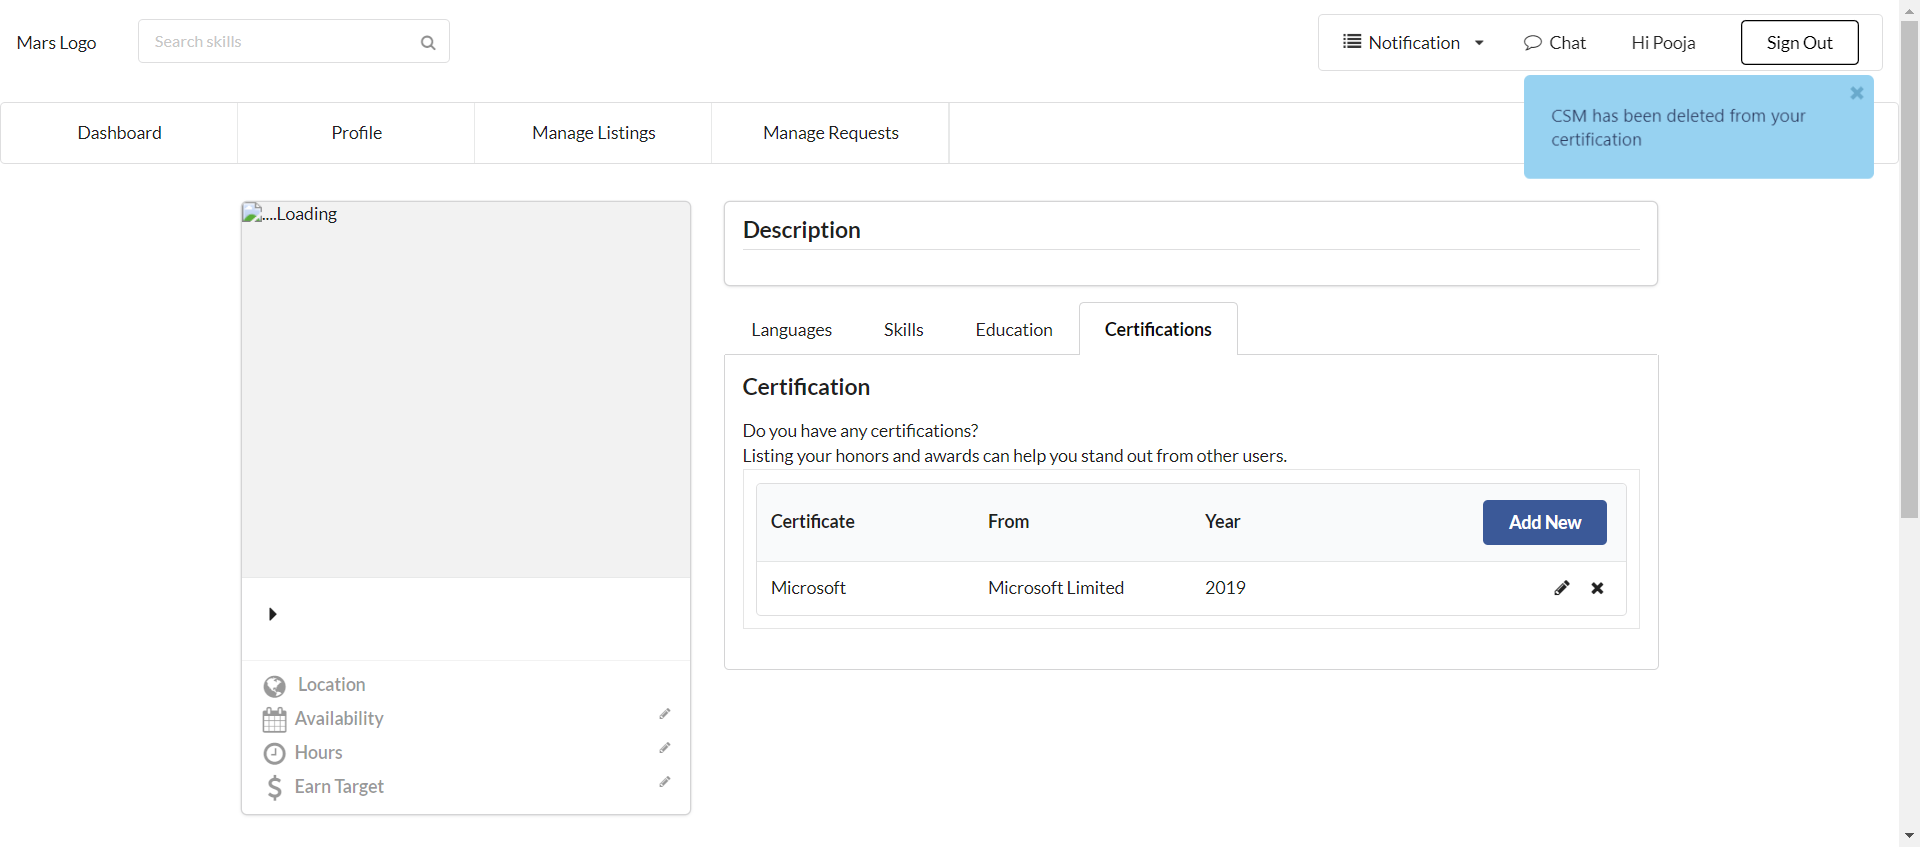 Mars Logo
Search skills
Notification
Chat
Hi Pooja
Sign Out
CSM has been deleted from your
certification
Dashboard
Profile
Manage Listings
Manage Requests
....Loading
Description
Languages
Skills
Education
Certifications
Certification
Do you have any certifications?
Listing your honors and awards can help you stand out from other users.
Certificate From Year Add New
Microsoft Microsoft Limited 2019
Location
Availability
Hours
Earn Target